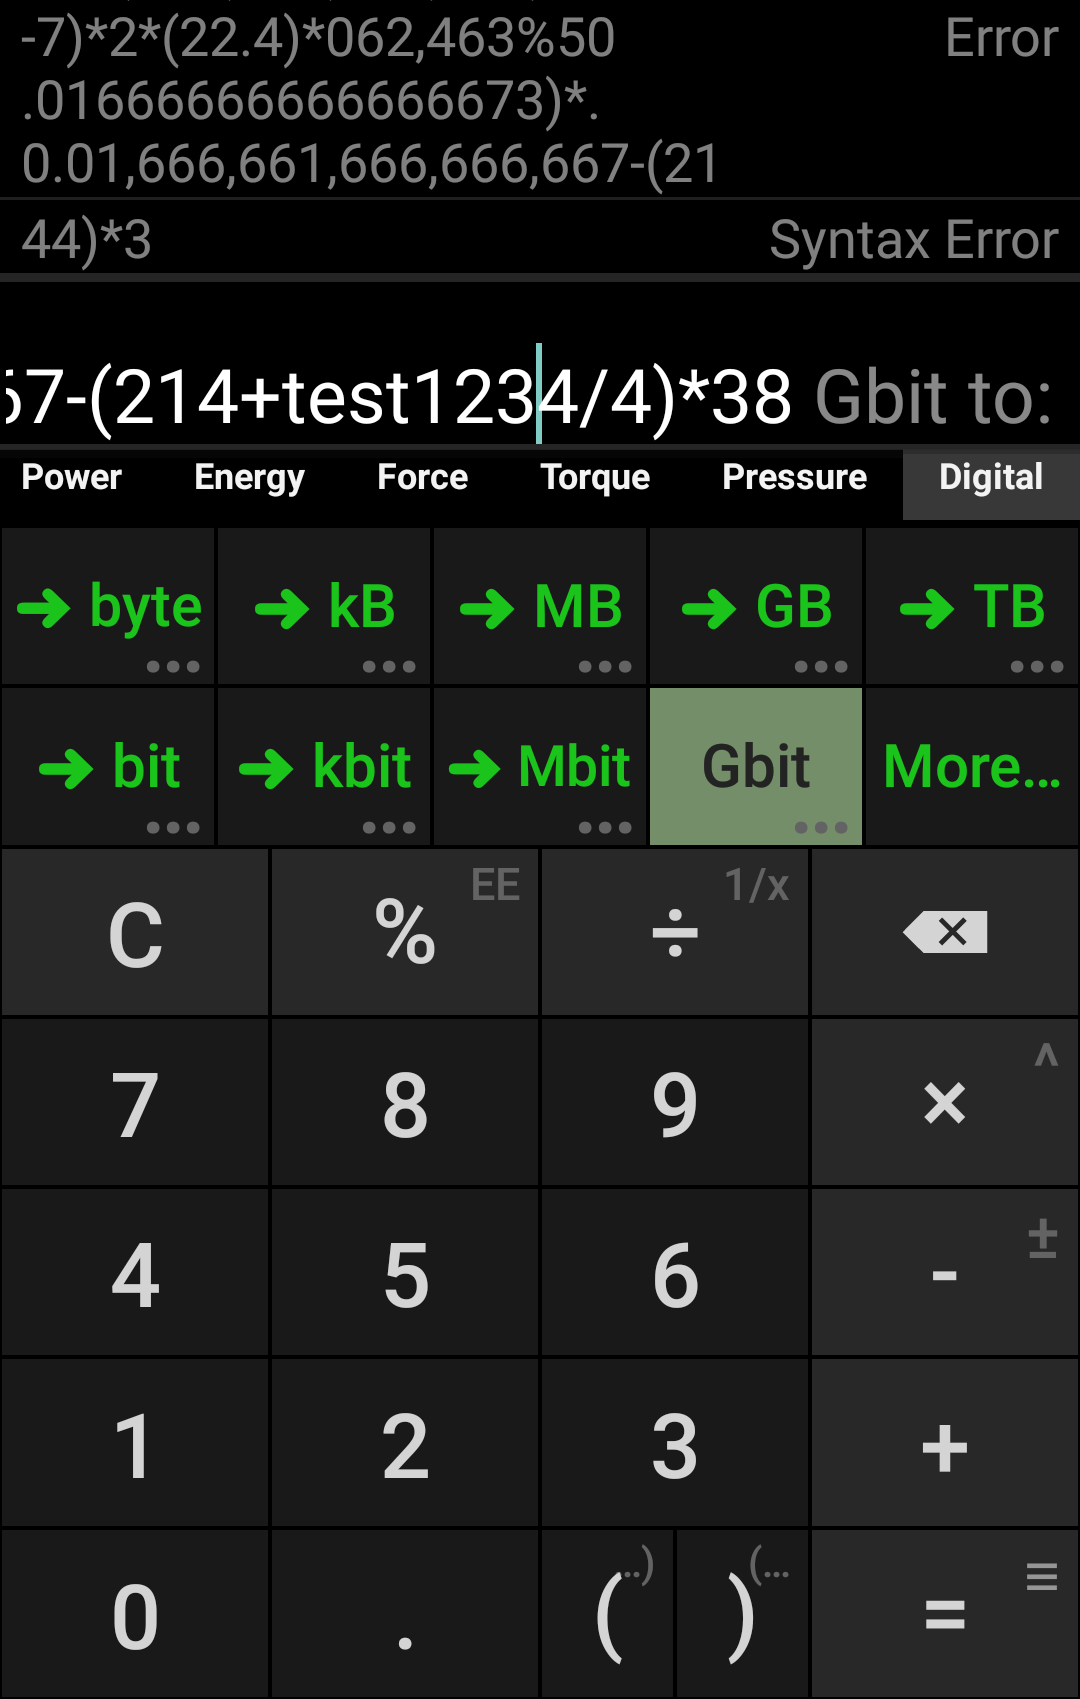 -7)*2*(22.4)*062,463%50 Error
.01666666666666673)*.
0.01,666,661,666,666,667-(21
44)*3 Syntax Error
67-(214+test1234/4)*38 Gbit to:
Power Energy Force Torque Pressure Digital
➔ byte ➔ kB ➔ MB ➔ GB ➔ TB
➔ bit ➔ kbit ➔ Mbit Gbit More...
C % EE ÷ 1/x
7 8 9 × ^
4 5 6 - ±
1 2 3 +
0 . ( ..) ) (... = ≡